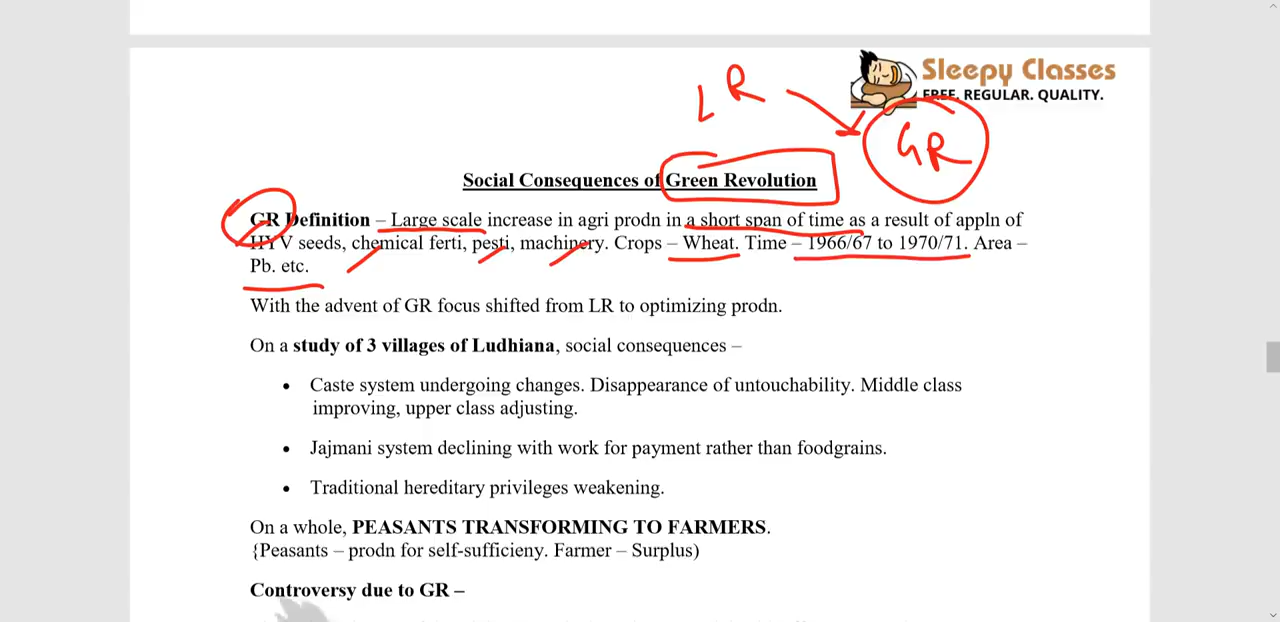 Sleepy Classes
FREE. REGULAR. QUALITY.
LR
GR
Social Consequences of Green Revolution
GR Definition – Large scale increase in agri prodn in a short span of time as a result of appln of
HYV seeds, chemical ferti, pesti, machinery. Crops – Wheat. Time – 1966/67 to 1970/71. Area –
Pb. etc.
With the advent of GR focus shifted from LR to optimizing prodn.
On a study of 3 villages of Ludhiana, social consequences –
• Caste system undergoing changes. Disappearance of untouchability. Middle class
improving, upper class adjusting.
• Jajmani system declining with work for payment rather than foodgrains.
• Traditional hereditary privileges weakening.
On a whole, PEASANTS TRANSFORMING TO FARMERS.
{Peasants – prodn for self-sufficieny. Farmer – Surplus)
Controversy due to GR –